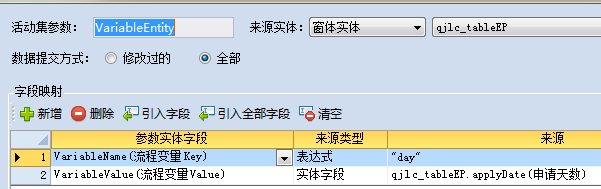 活动集参数: VariableEntity 来源实体: 窗体实体 qjlc_tableEP
数据提交方式: 修改过的 全部
字段映射
新增 删除 引入字段 引入全部字段 清空
参数实体字段 来源类型 来源
1 VariableName(流程变量Key) 表达式 "day"
2 VariableValue(流程变量Value) 实体字段 qjlc_tableEP.applyDate(申请天数)